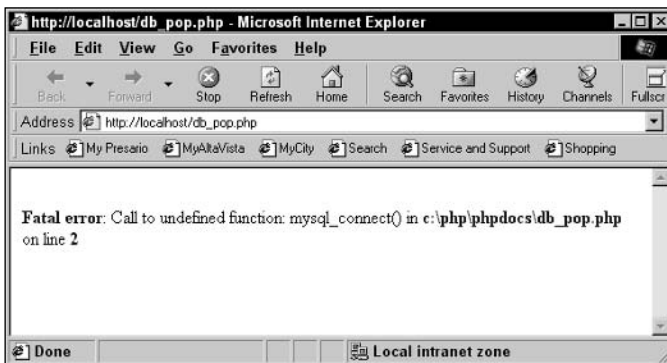 http://localhost/db_pop.php - Microsoft Internet Explorer
File Edit View Go Favorites Help
Back Forward Stop Refresh Home Search Favorites History Channels Fullscr
Address http://localhost/db_pop.php
Links My Presario MyAltaVista MyCity Search Service and Support Shopping
Fatal error: Call to undefined function: mysql_connect() in c:\php\phpdocs\db_pop.php
on line 2
Done Local intranet zone